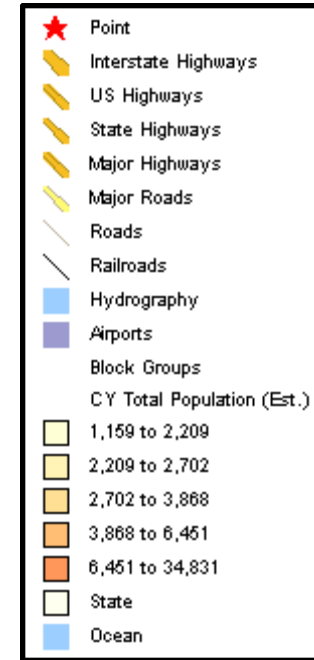 Point
Interstate Highways
US Highways
State Highways
Major Highways
Major Roads
Roads
Railroads
Hydrography
Airports
Block Groups
CY Total Population (Est.)
1,159 to 2,209
2,209 to 2,702
2,702 to 3,868
3,868 to 6,451
6,451 to 34,831
State
Ocean